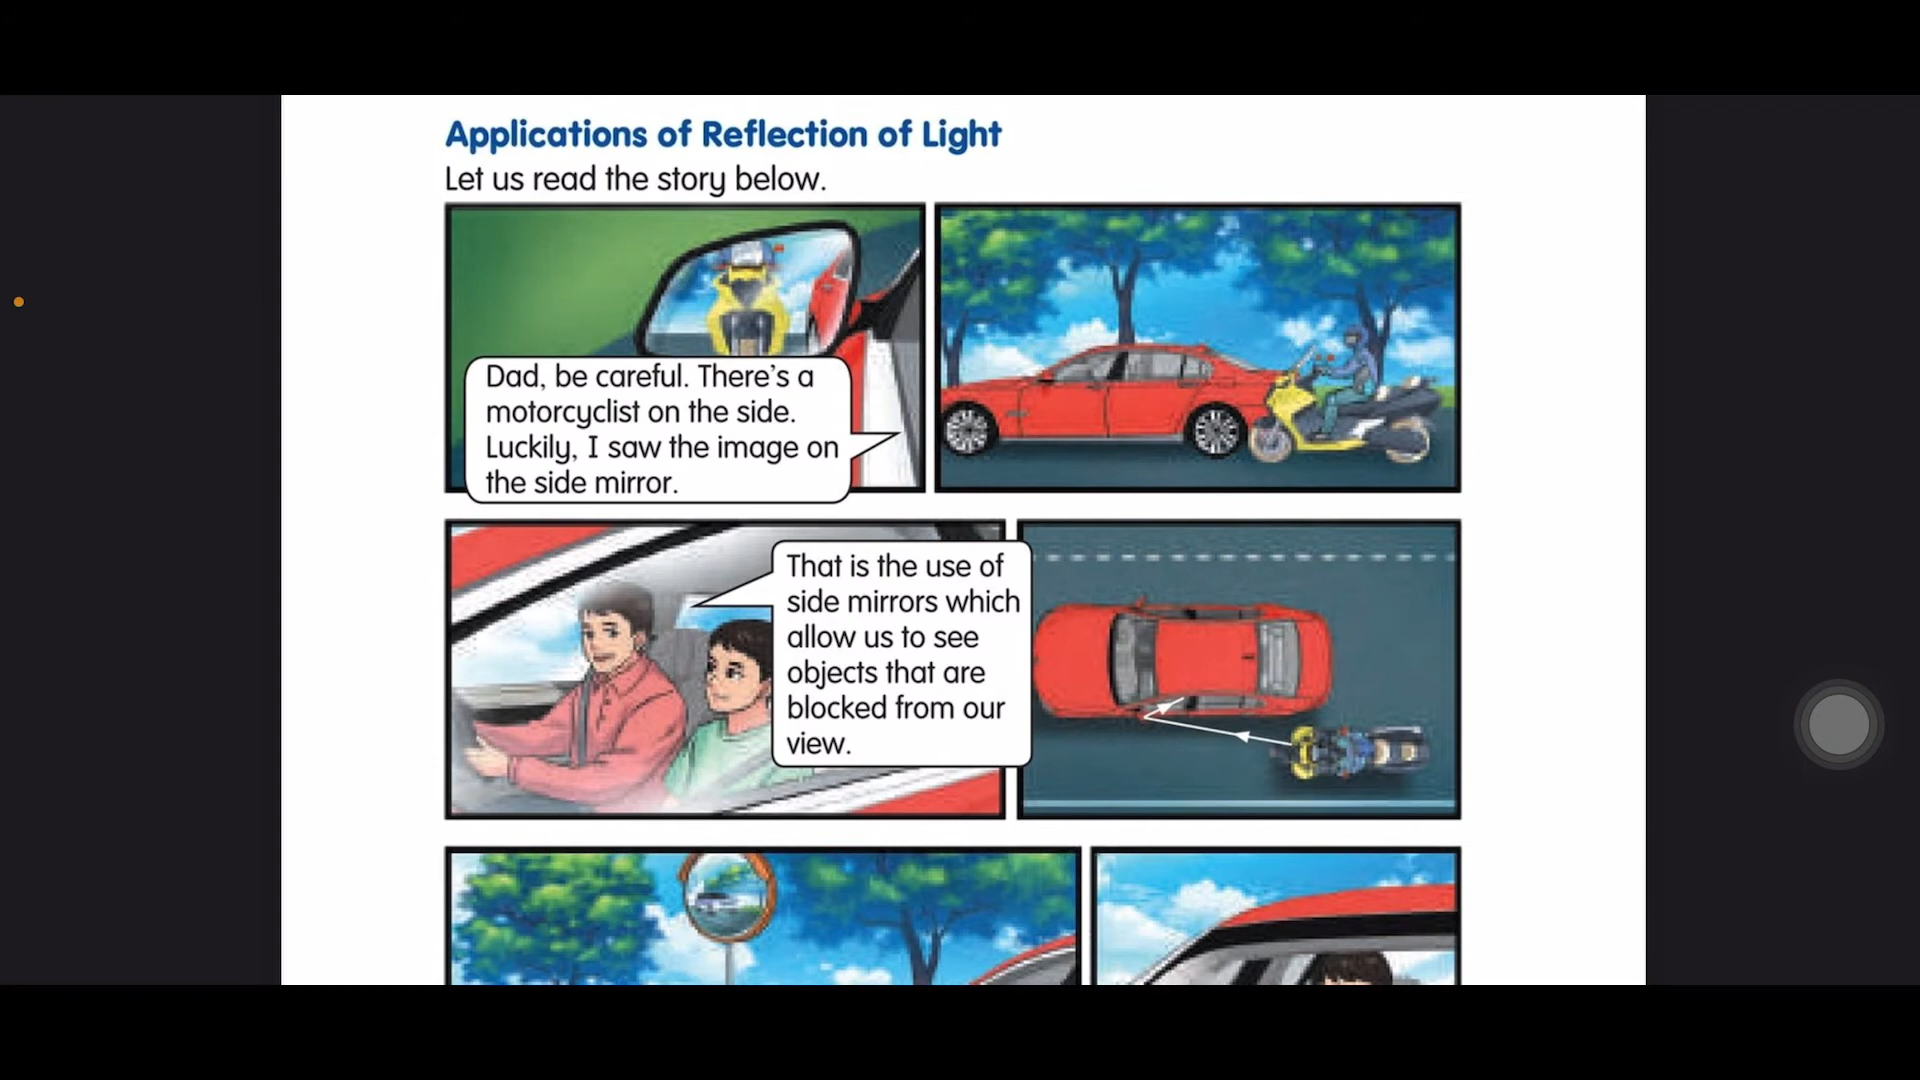 Applications of Reflection of Light
Let us read the story below.
Dad, be careful. There's a
motorcyclist on the side.
Luckily, I saw the image on
the side mirror.
That is the use of
side mirrors which
allow us to see
objects that are
blocked from our
view.